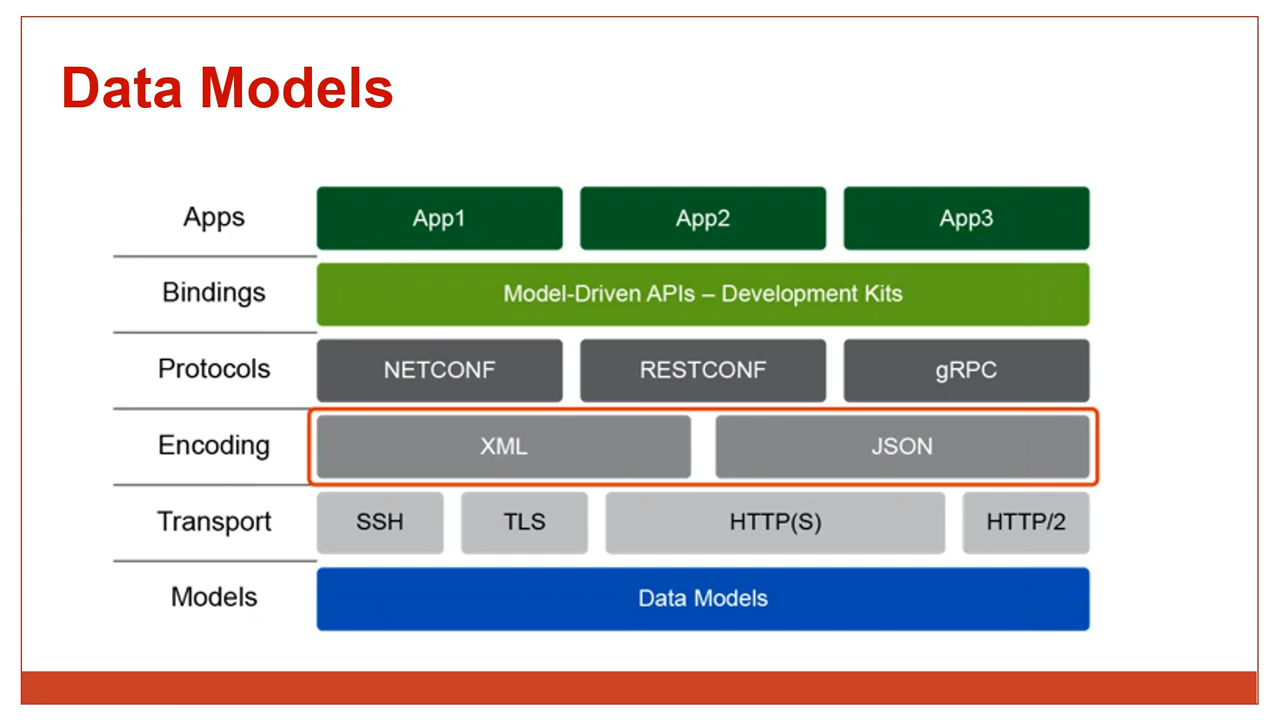 Data Models
Apps
App1
App2
App3
Bindings
Model-Driven APIs – Development Kits
Protocols
NETCONF
RESTCONF
gRPC
Encoding
XML
JSON
Transport
SSH
TLS
HTTP(S)
HTTP/2
Models
Data Models